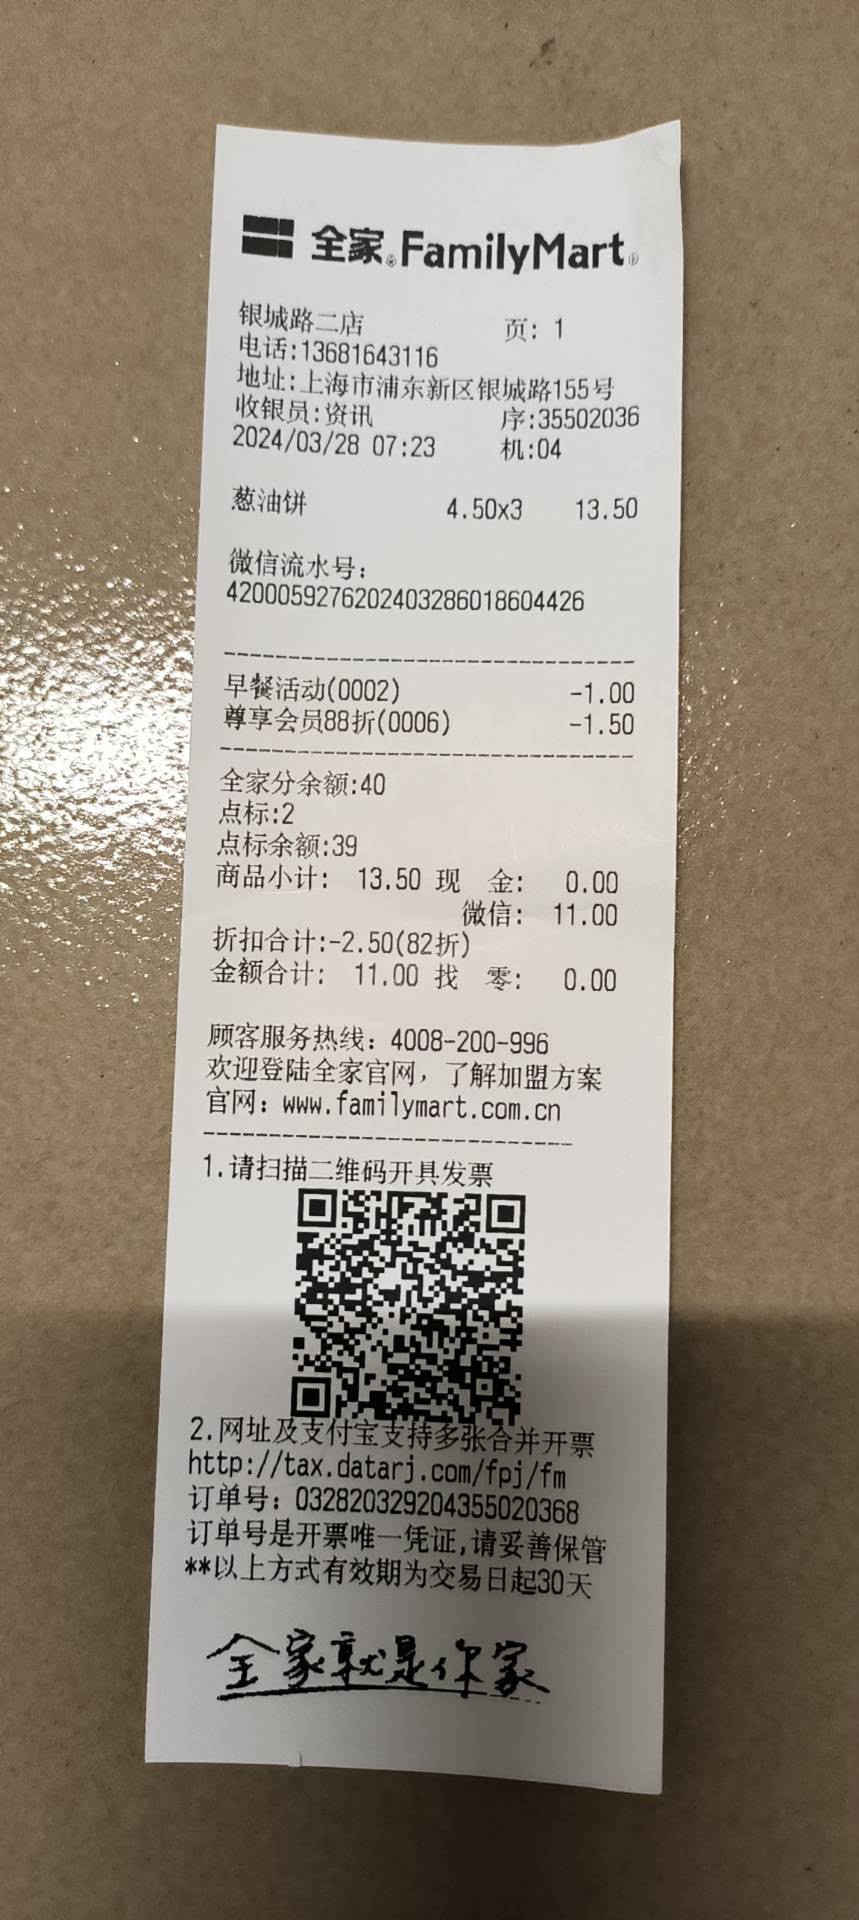 全家 FamilyMart
银城路二店 页: 1
电话:13681643116
地址:上海市浦东新区银城路155号
收银员:资讯 序:35502036
2024/03/28 07:23 机:04
葱油饼 4.50x3 13.50
微信流水号:
4200059276202403286018604426
早餐活动(0002) -1.00
尊享会员88折(0006) -1.50
全家分余额:40
点标:2
点标余额:39
商品小计: 13.50 现 金: 0.00
微信: 11.00
折扣合计:-2.50(82折)
金额合计: 11.00 找 零: 0.00
顾客服务热线: 4008-200-996
欢迎登陆全家官网，了解加盟方案
官网: www.familymart.com.cn
1.请扫描二维码开具发票
2.网址及支付宝支持多张合并开票
http://tax.datarj.com/fpj/fm
订单号: 032820329204355020368
订单号是开票唯一凭证,请妥善保管
**以上方式有效期为交易日起30天
全家就是你家